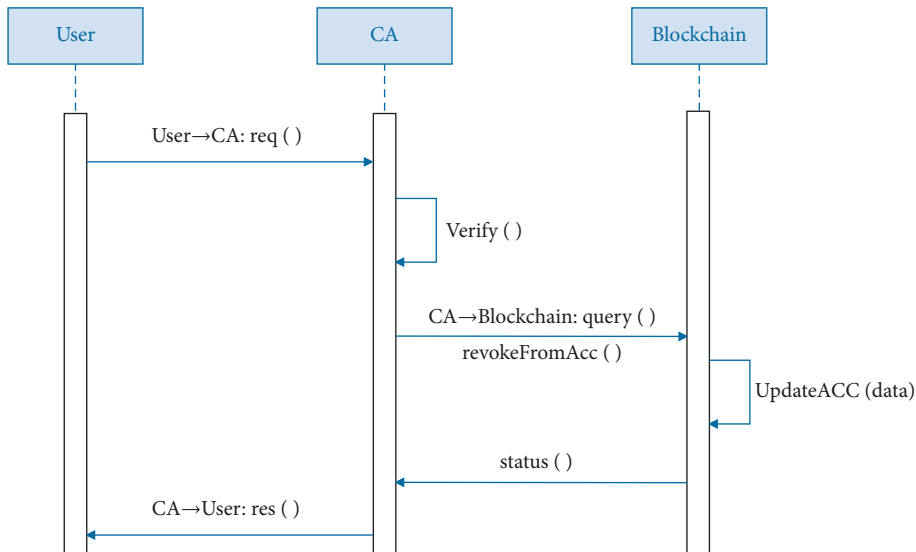 User
CA
Blockchain
User→CA: req ( )
Verify ( )
CA→Blockchain: query ( )
revokeFromAcc ( )
UpdateACC (data)
status ( )
CA→User: res ( )